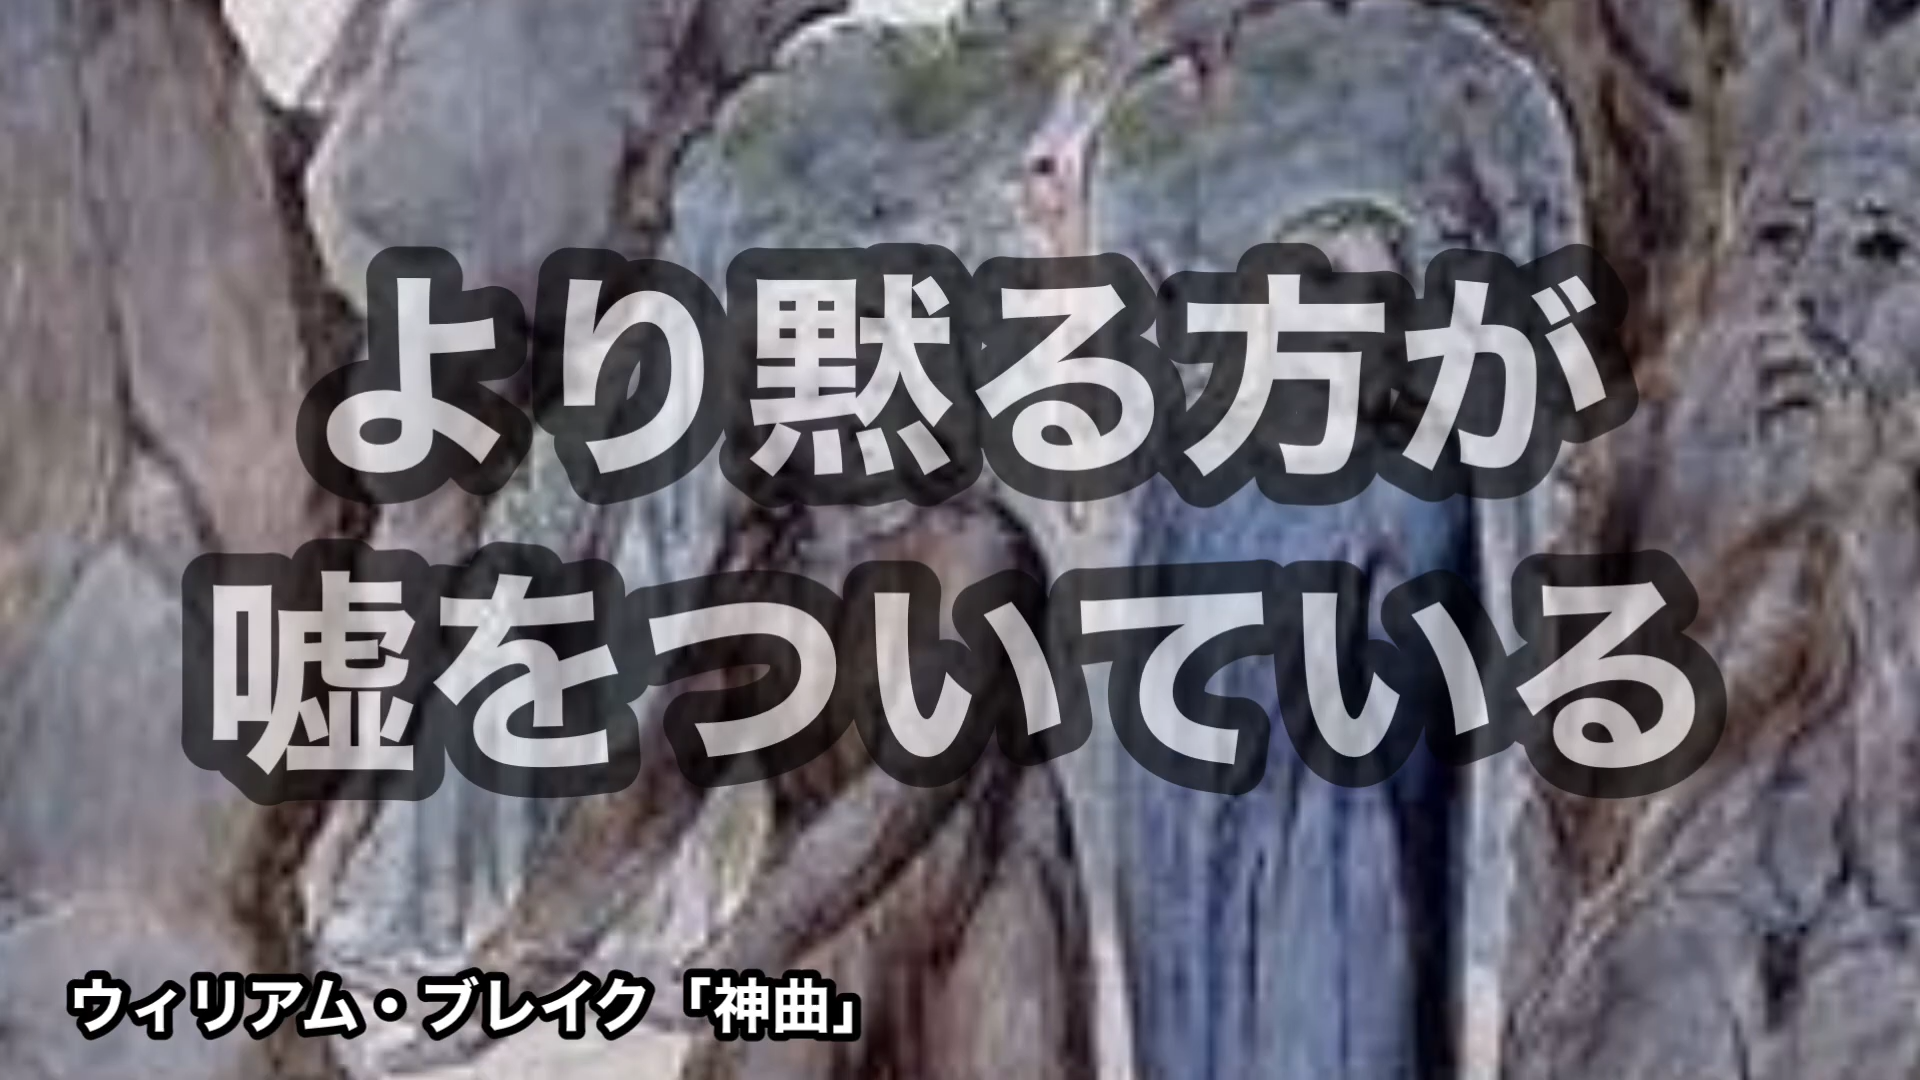 より黙る方が
嘘をついている
ウィリアム・ブレイク「神曲」